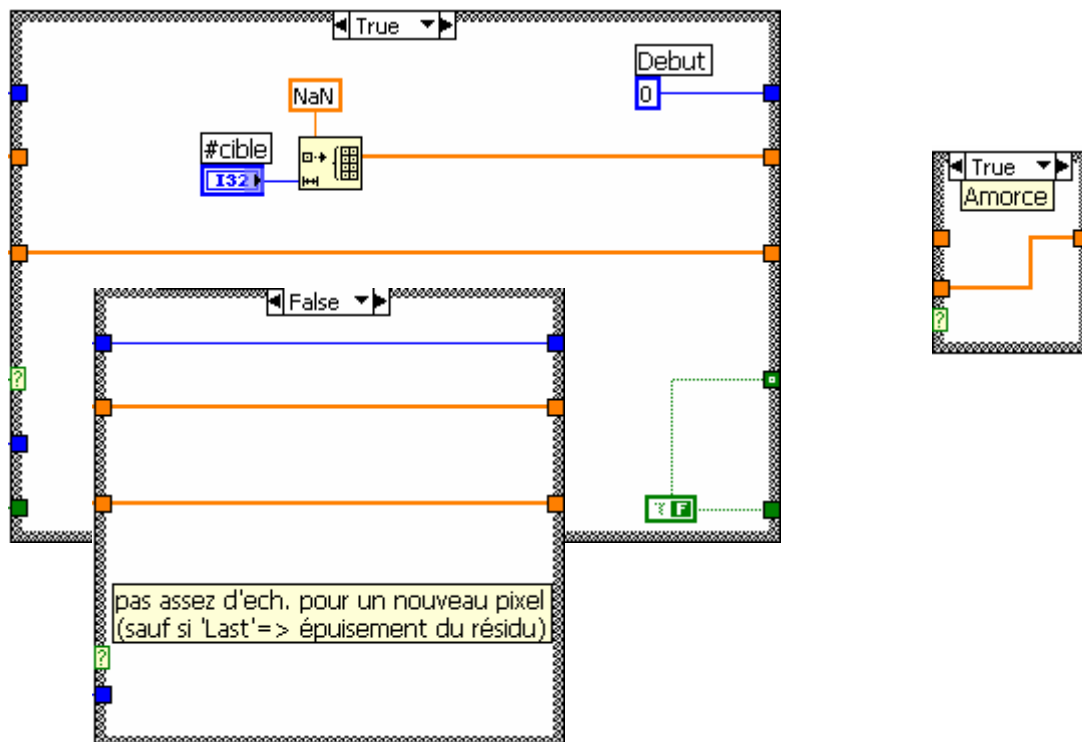 True
Debut
0
NaN
#cible
I32
True
Amorce
?
?
False
F
pas assez d'ech. pour un nouveau pixel
(sauf si 'Last'=> épuisement du résidu)
?